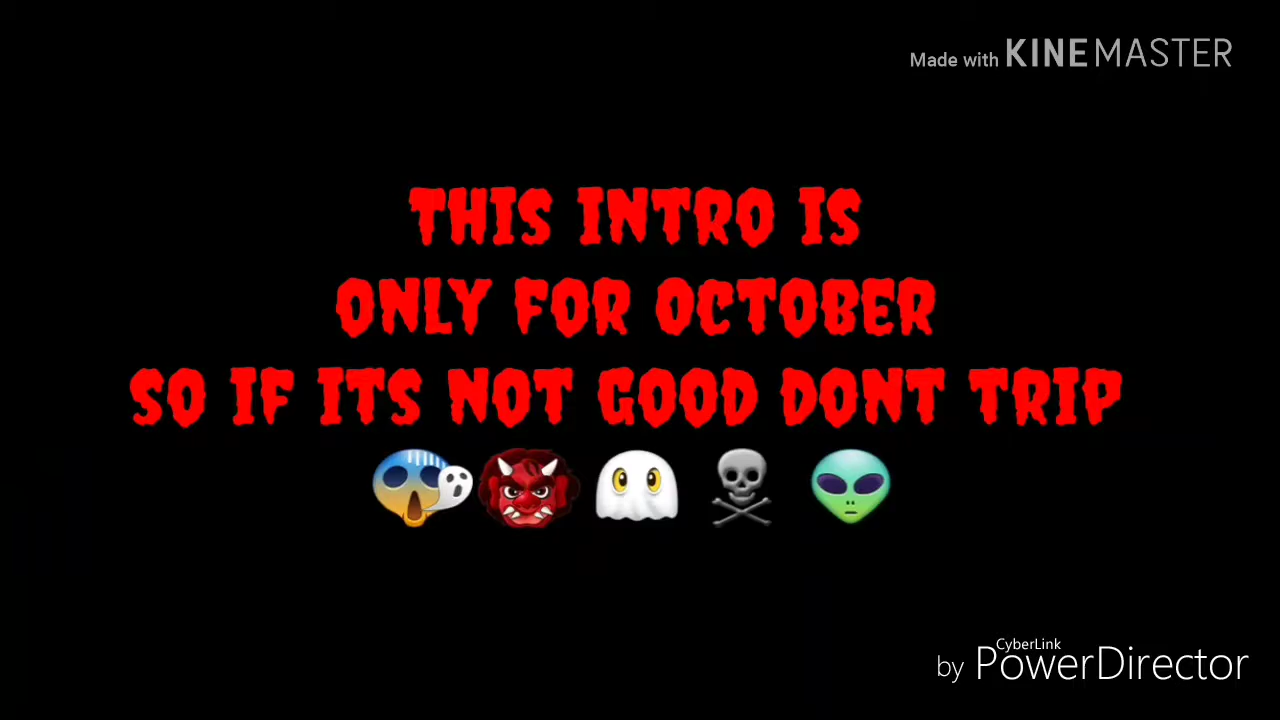 Made with KINEMASTER
THIS INTRO IS
ONLY FOR OCTOBER
SO IF ITS NOT GOOD DONT TRIP
CyberLink
by PowerDirector